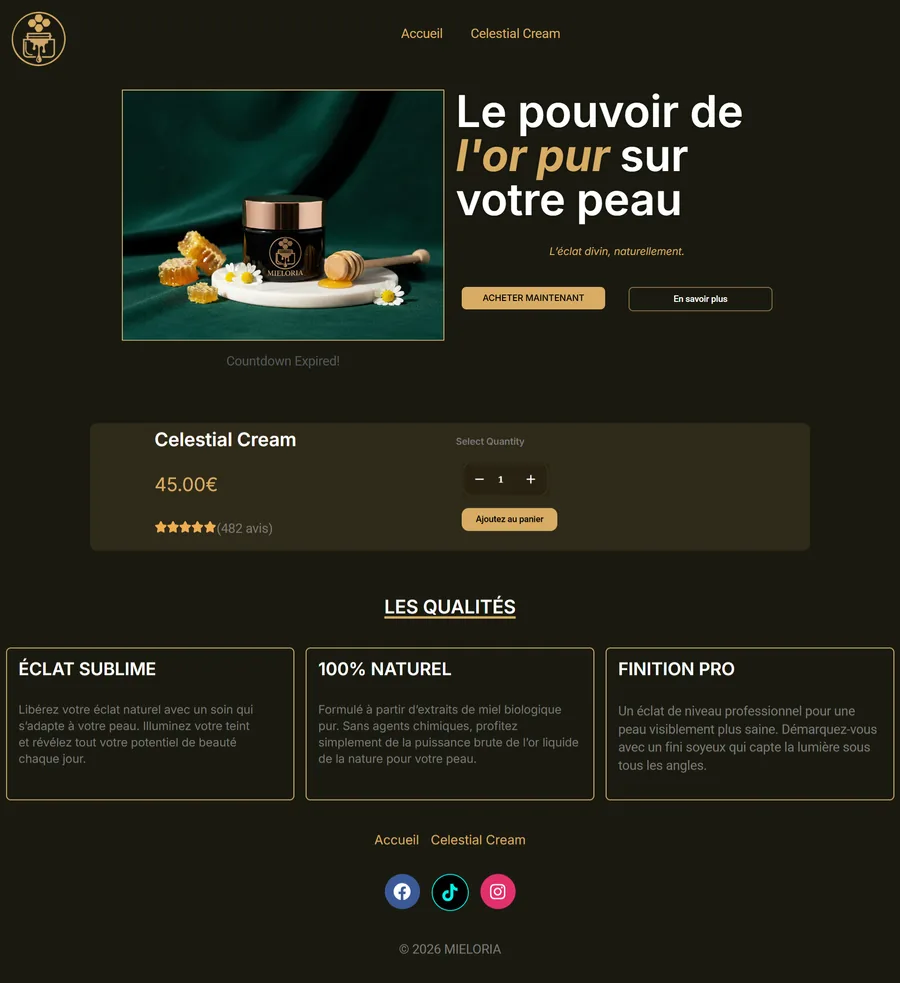 Accueil Celestial Cream
MIELORIA
Le pouvoir de
l'or pur sur
votre peau
L'éclat divin, naturellement.
ACHETER MAINTENANT En savoir plus
Countdown Expired!
Celestial Cream
45.00€
(482 avis)
Select Quantity
− 1 +
Ajoutez au panier
LES QUALITÉS
ÉCLAT SUBLIME
Libérez votre éclat naturel avec un soin qui
s'adapte à votre peau. Illuminez votre teint
et révélez tout votre potentiel de beauté
chaque jour.
100% NATUREL
Formulé à partir d'extraits de miel biologique
pur. Sans agents chimiques, profitez
simplement de la puissance brute de l'or liquide
de la nature pour votre peau.
FINITION PRO
Un éclat de niveau professionnel pour une
peau visiblement plus saine. Démarquez-vous
avec un fini soyeux qui capte la lumière sous
tous les angles.
Accueil Celestial Cream
© 2026 MIELORIA